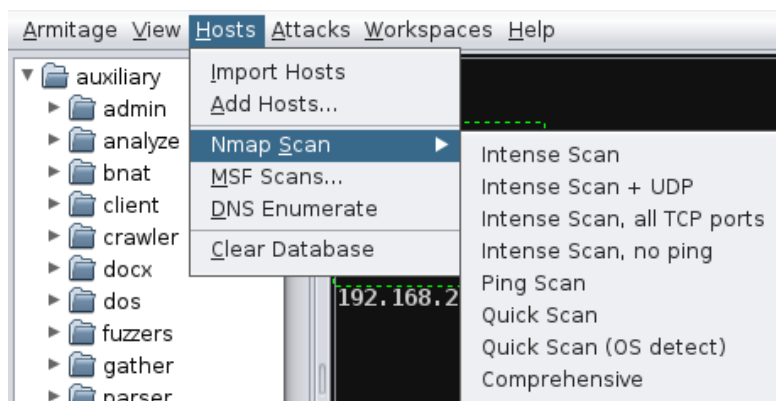 Armitage View Hosts Attacks Workspaces Help
auxiliary
admin
analyze
bnat
client
crawler
docx
dos
fuzzers
gather
parser
Import Hosts
Add Hosts...
Nmap Scan
MSF Scans...
DNS Enumerate
Clear Database
Intense Scan
Intense Scan + UDP
Intense Scan, all TCP ports
Intense Scan, no ping
Ping Scan
Quick Scan
Quick Scan (OS detect)
Comprehensive
192.168.2